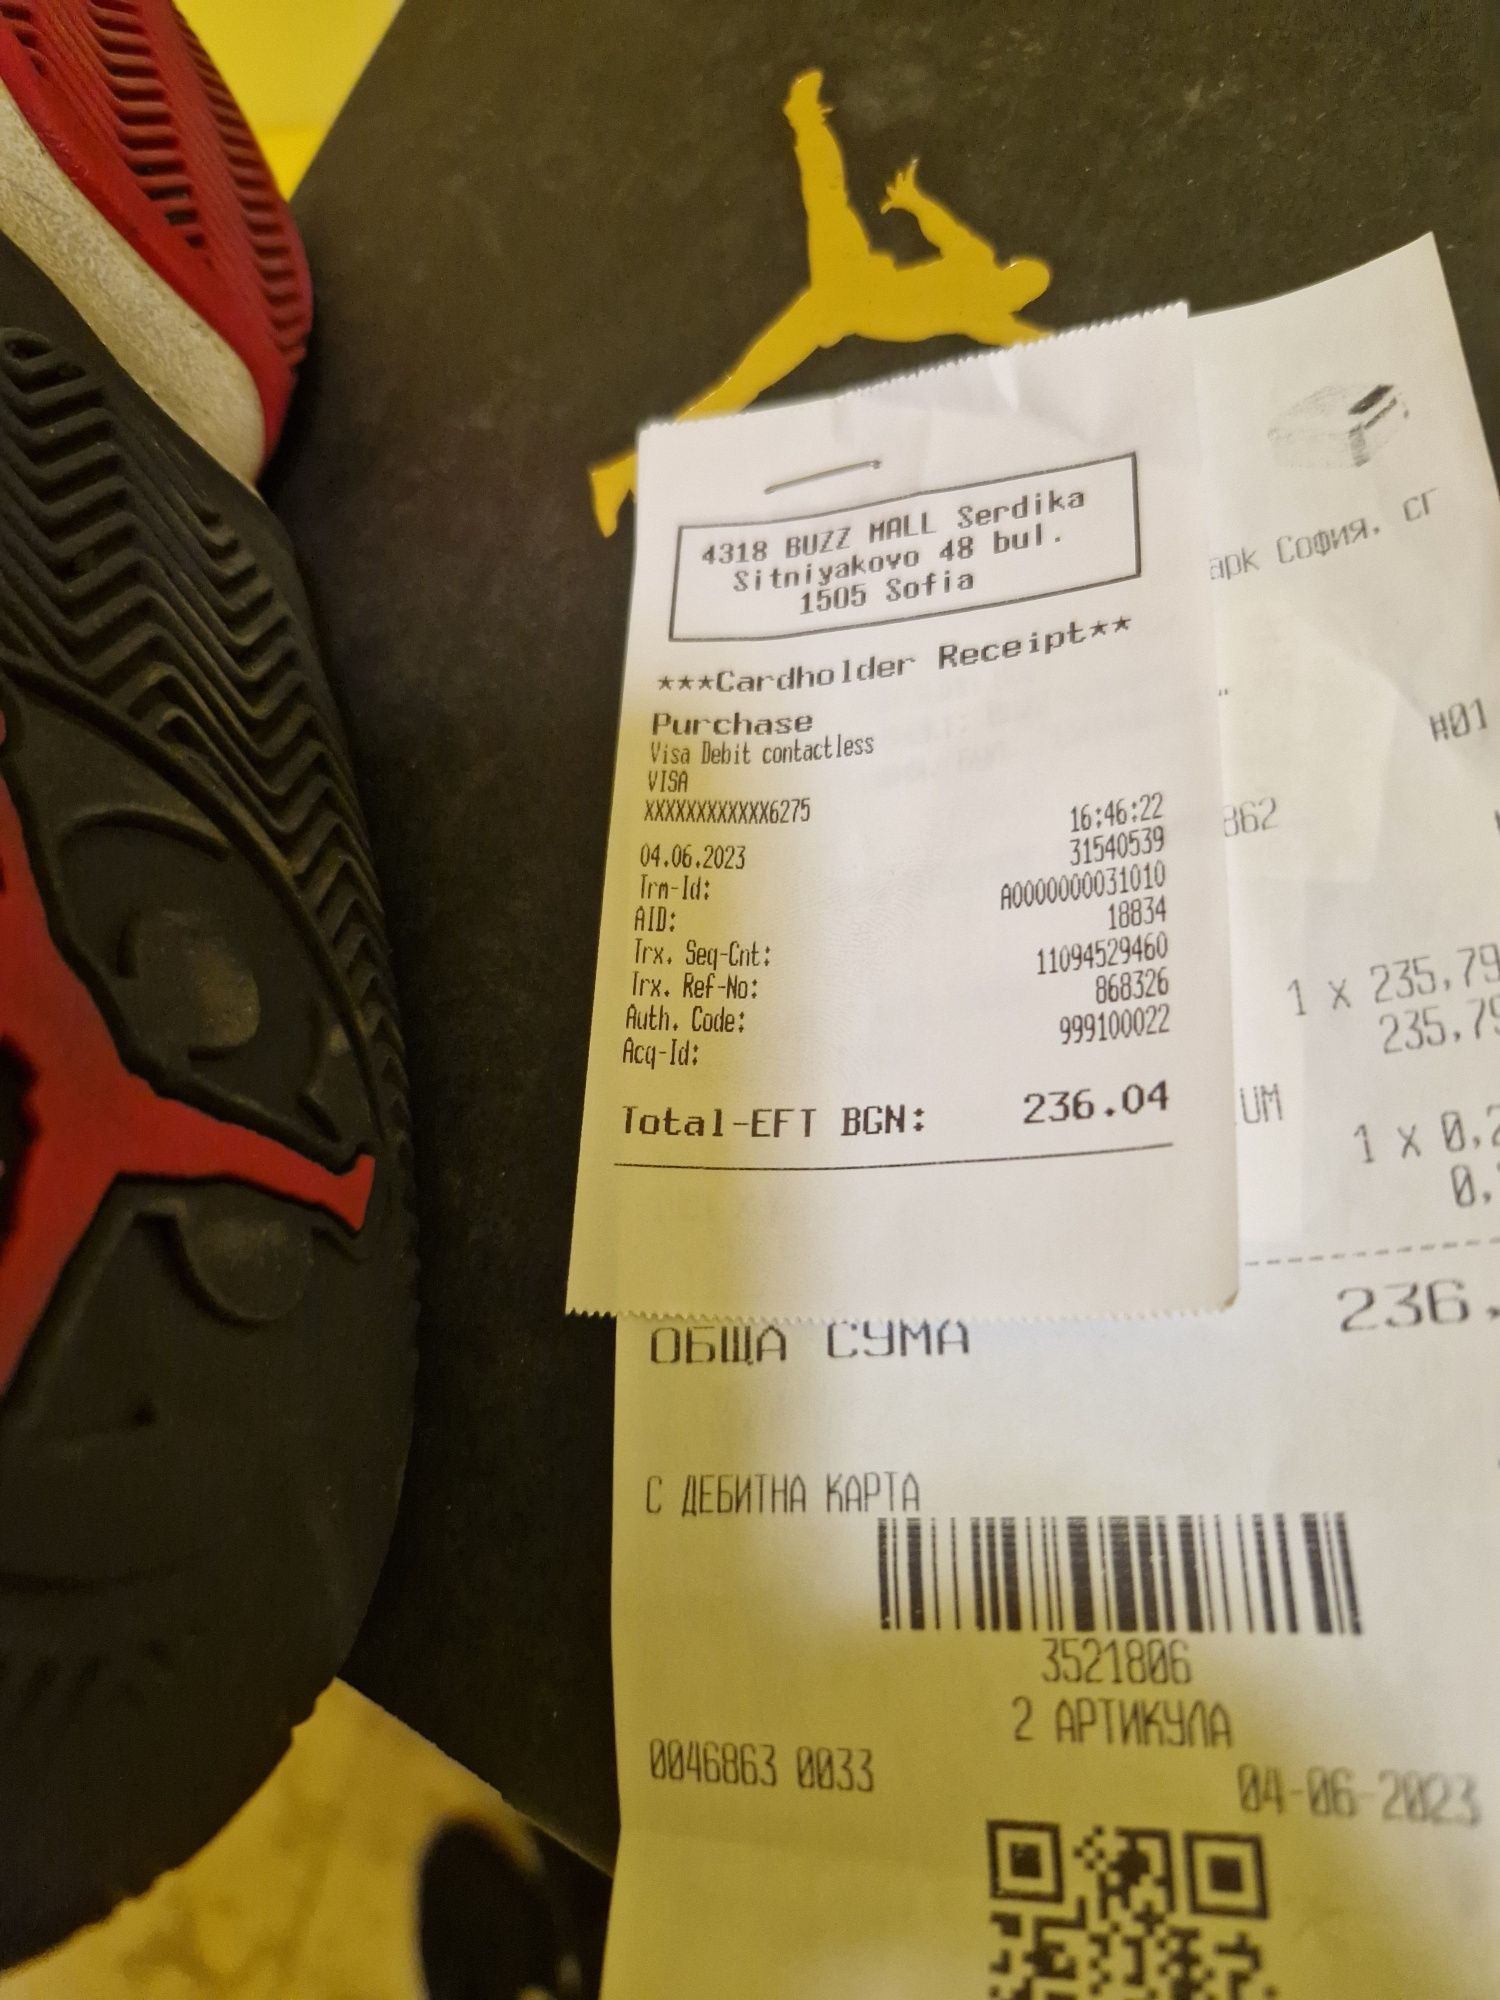 4318 BUZZ MALL Serdika
Sitniyakovo 48 bul.
1505 Sofia
***Cardholder Receipt**
Purchase
Visa Debit contactless
VISA
XXXXXXXXXXXX6275
04.06.2023 16:46:22
Trm-Id: 31540539
AID: A0000000031010
Trx. Seq-Cnt: 18834
Trx. Ref-No: 11094529460
Auth. Code: 868326
Acq-Id: 999100022
Total-EFT BGN: 236.04
арк София, СГ
#01
862
1 x 235,79
235,79
UM
1 x 0,2
0,
236.
ОБЩА СУМА
С ДЕБИТНА КАРТА
3521806
2 АРТИКУЛА
0046863 0033 04-06-2023